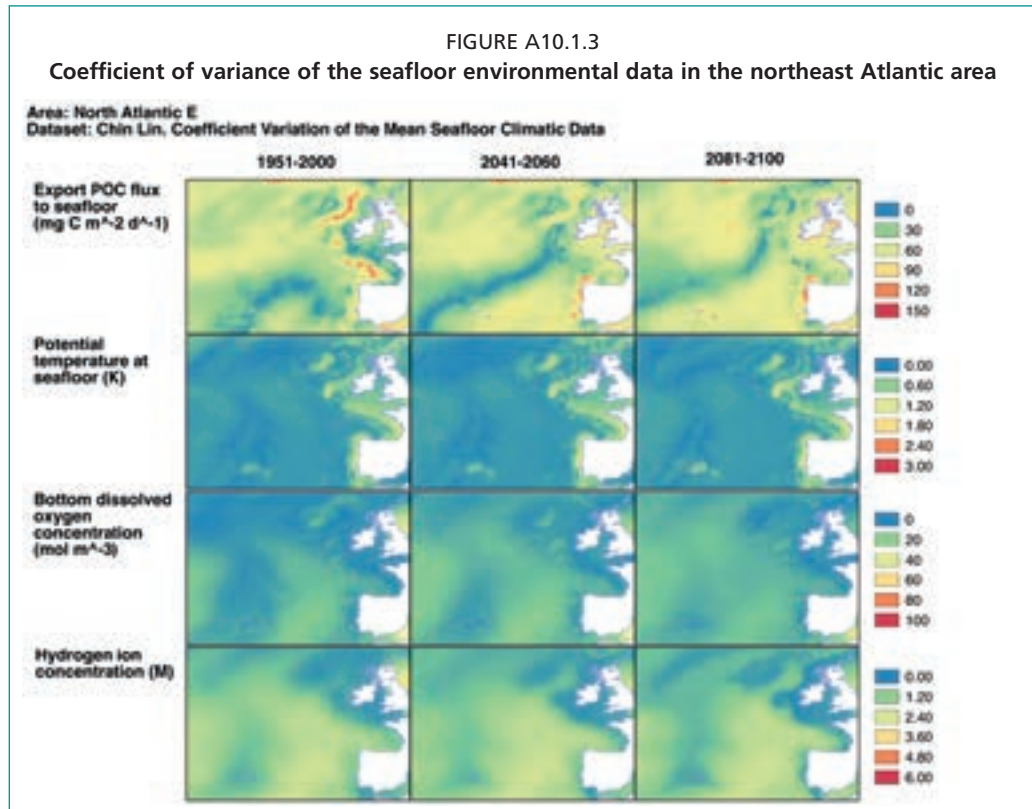 FIGURE A10.1.3
Coefficient of variance of the seafloor environmental data in the northeast Atlantic area
Area: North Atlantic E
Dataset: Chin Lin, Coefficient Variation of the Mean Seafloor Climatic Data
1951-2000 2041-2060 2081-2100
Export POC flux
to seafloor
(mg C m^-2 d^-1)
0
30
60
90
120
150
Potential
temperature at
seafloor (K)
0.00
0.60
1.20
1.80
2.40
3.00
Bottom dissolved
oxygen
concentration
(mol m^-3)
0
20
40
60
80
100
Hydrogen ion
concentration (M)
0.00
1.20
2.40
3.60
4.80
6.00